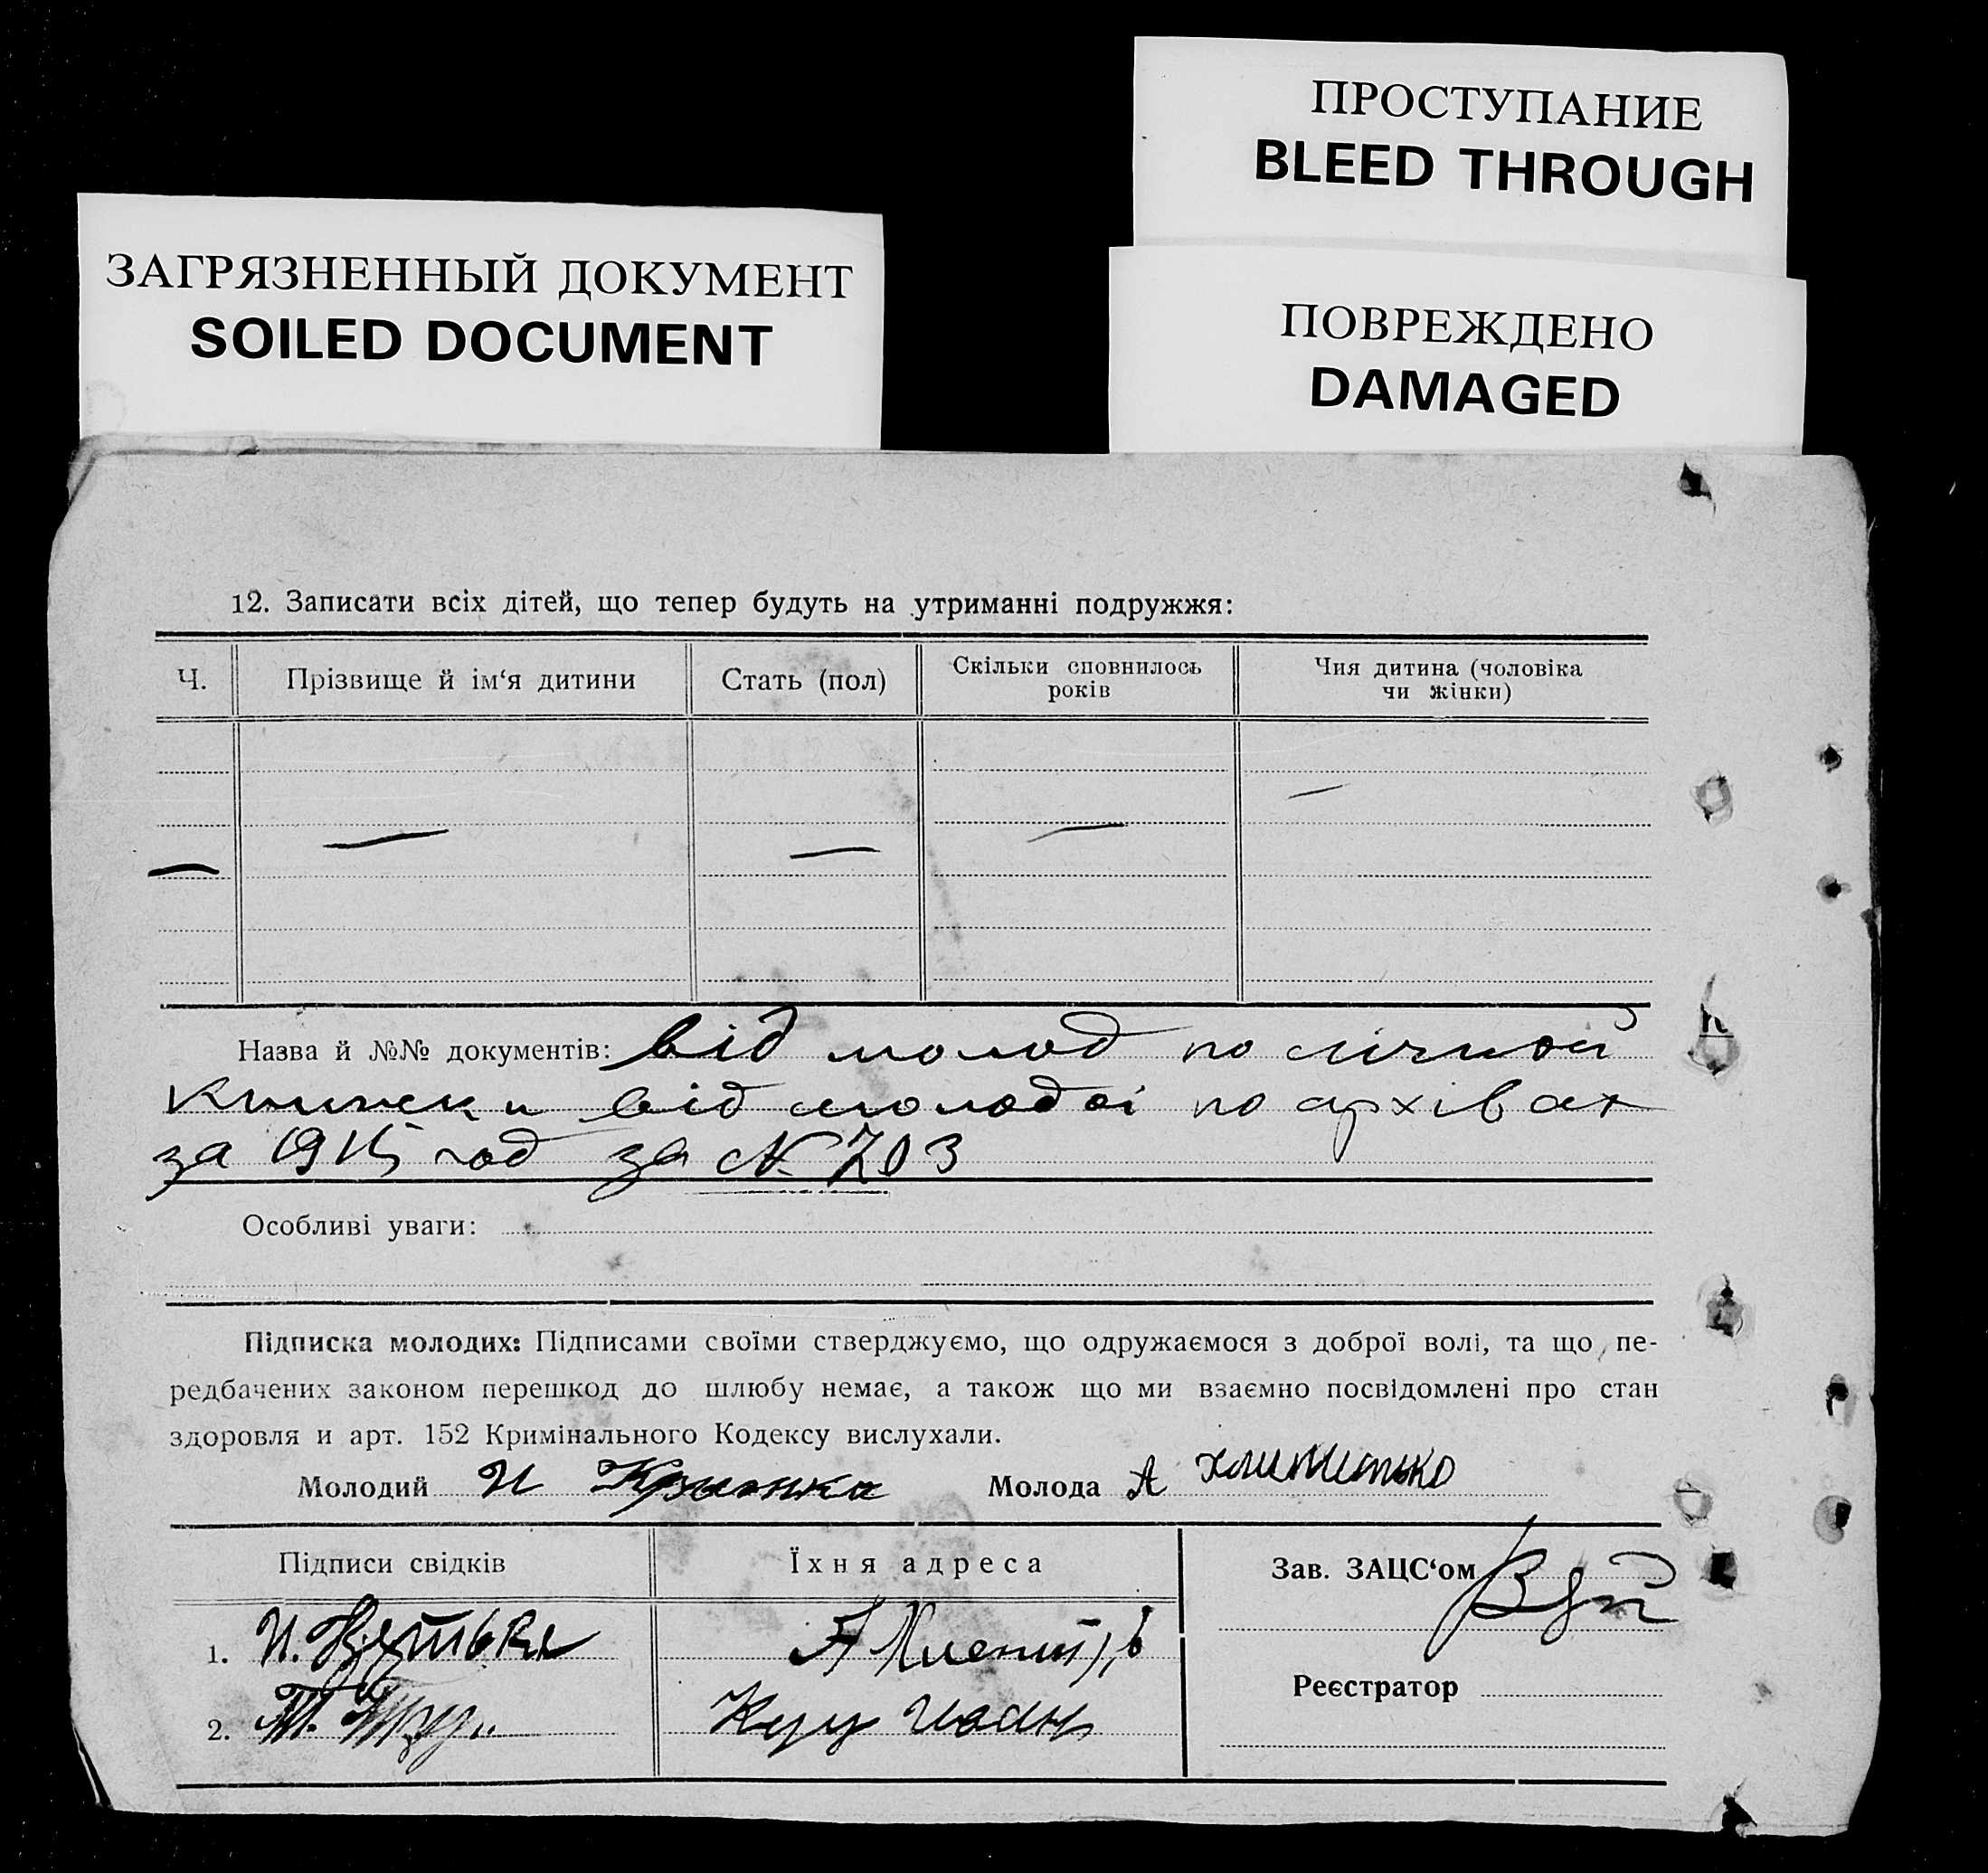 ПРОСТУПАНИЕ
BLEED THROUGH
ЗАГРЯЗНЕННЫЙ ДОКУМЕНТ
SOILED DOCUMENT
ПОВРЕЖДЕНО
DAMAGED
12. Записати всіх дітей, що тепер будуть на утриманні подружжя:
Ч. Прізвище й ім‘я дитини Стать (пол) Скільки сповнилось років Чия дитина (чоловіка чи жінки)
Назва й №№ документів: від молод по лічной
книжки від молодоі по архівах
за 1915 год за № 703
Особливі уваги:
Підписка молодих: Підписами своїми стверджуємо, що одружаємося з доброї волі, та що пе-
редбачених законом перешкод до шлюбу немає, а також що ми взаємно посвідомлені про стан
здоровля и арт. 152 Кримінального Кодексу вислухали.
Молодий И Молода А
Підписи свідків Їхня адреса Зав. ЗАЦС‘ом
1. И.
Реєстратор
2. Т.